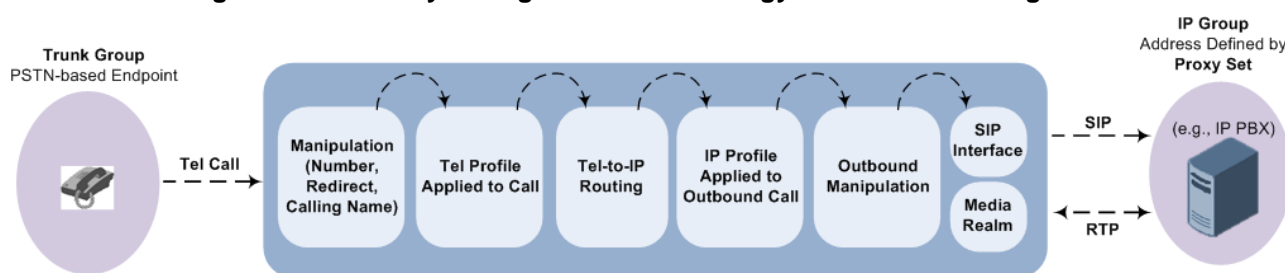 Trunk Group
PSTN-based Endpoint
Tel Call
Manipulation
(Number,
Redirect,
Calling Name)
Tel Profile
Applied to Call
Tel-to-IP
Routing
IP Profile
Applied to
Outbound Call
Outbound
Manipulation
SIP
Interface
Media
Realm
SIP
RTP
IP Group
Address Defined by
Proxy Set
(e.g., IP PBX)